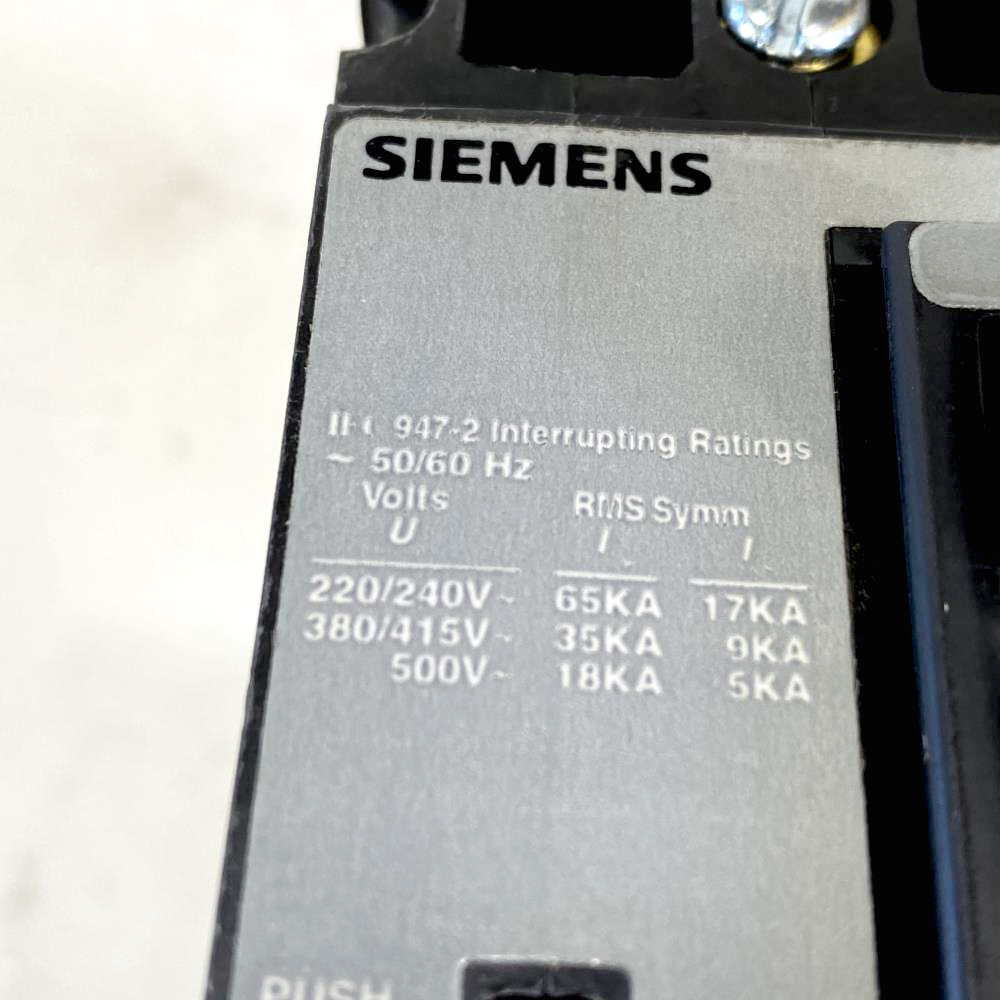 SIEMENS
IEC 947-2 Interrupting Ratings
~ 50/60 Hz
Volts RMS Symm
U I I
220/240V~ 65KA 17KA
380/415V~ 35KA 9KA
500V~ 18KA 5KA
PUSH